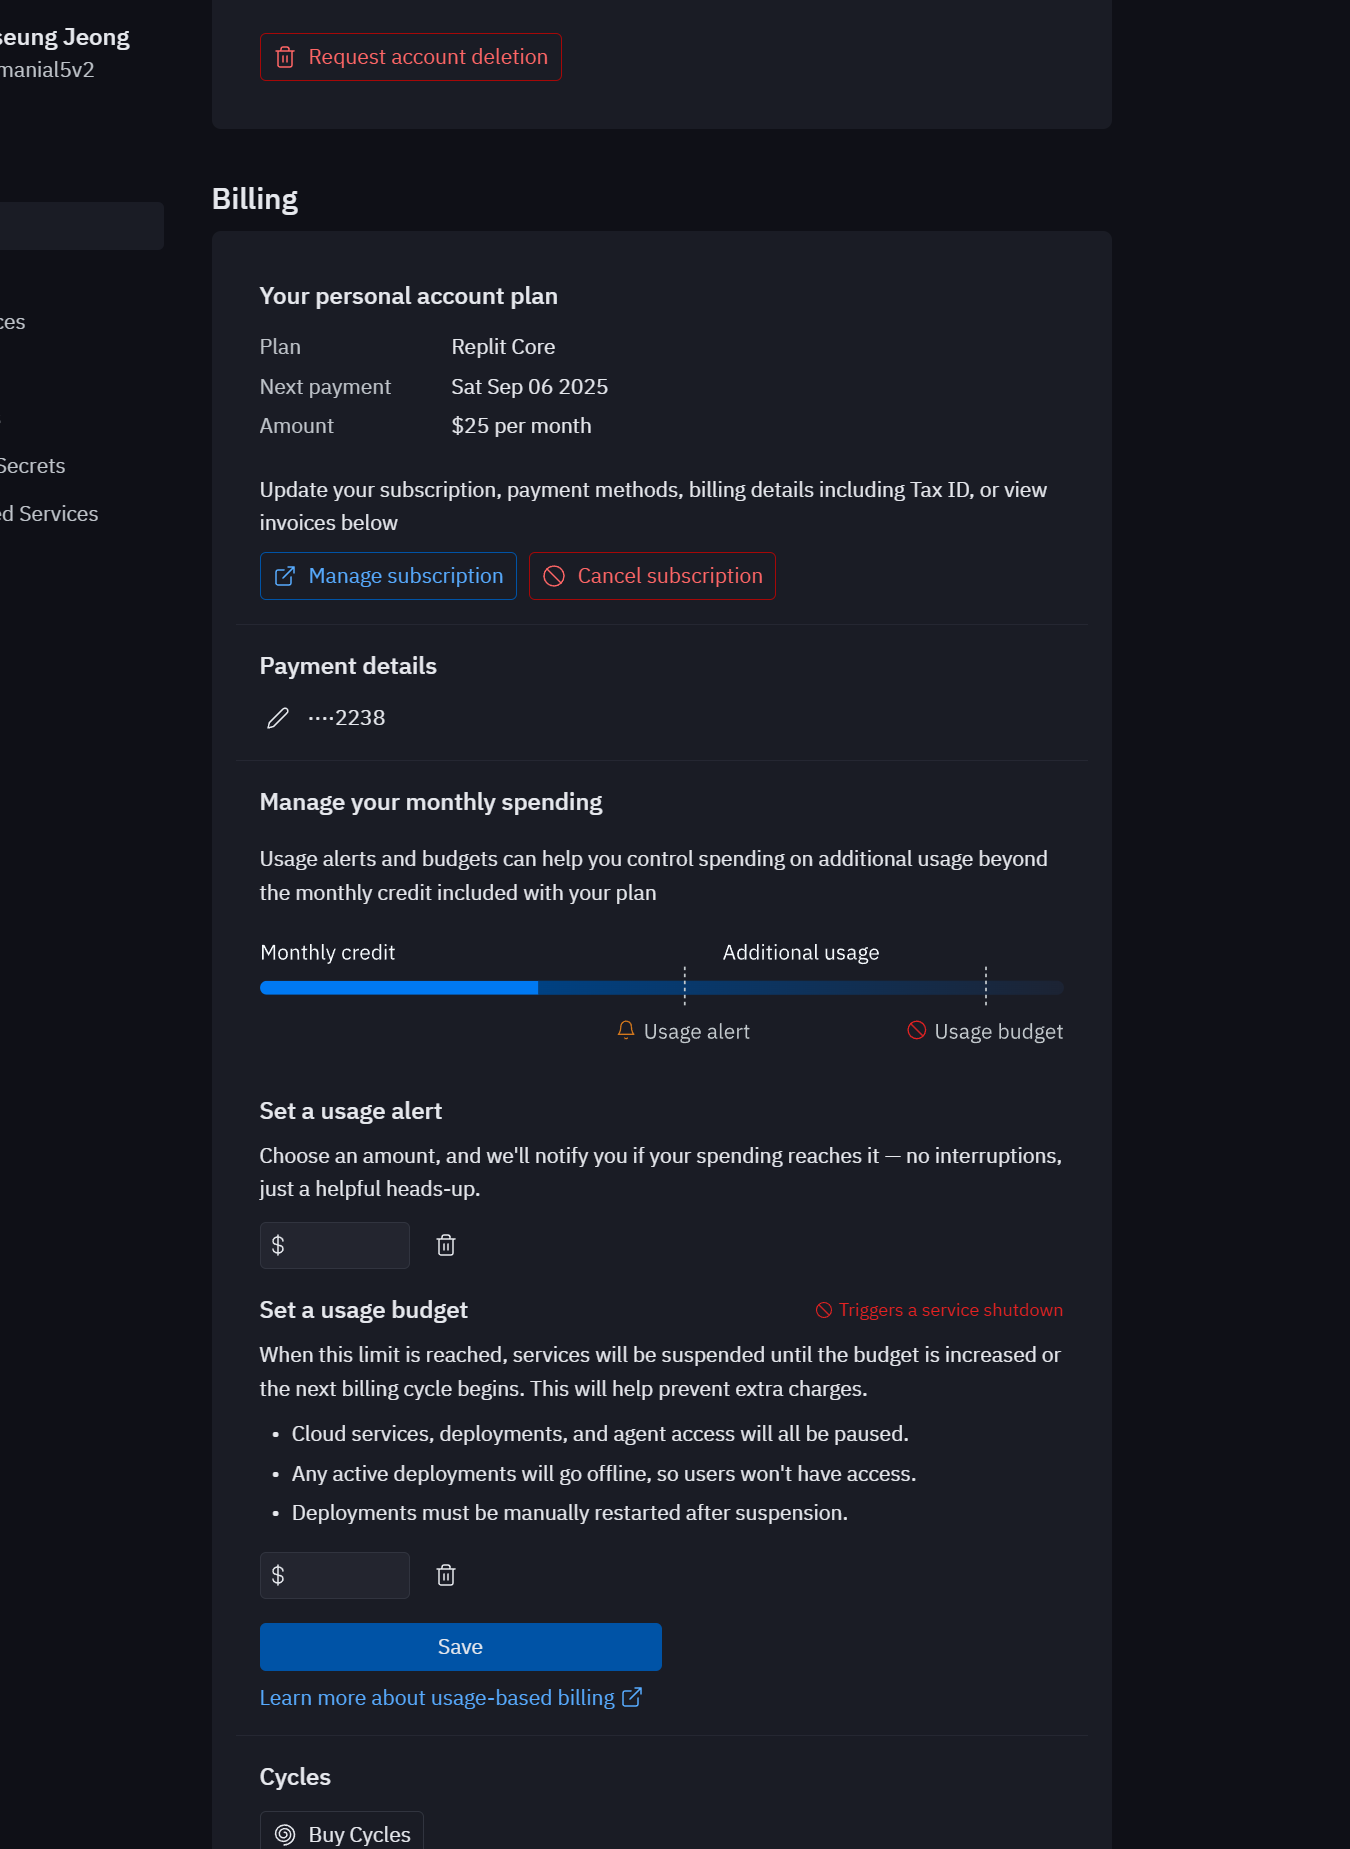 seung Jeong
manial5v2
Request account deletion
Billing
Your personal account plan
ces
Plan Replit Core
Next payment Sat Sep 06 2025
Amount $25 per month
Secrets
Update your subscription, payment methods, billing details including Tax ID, or view
ed Services
invoices below
Manage subscription Cancel subscription
Payment details
····2238
Manage your monthly spending
Usage alerts and budgets can help you control spending on additional usage beyond
the monthly credit included with your plan
Monthly credit Additional usage
Usage alert Usage budget
Set a usage alert
Choose an amount, and we'll notify you if your spending reaches it — no interruptions,
just a helpful heads-up.
$
Set a usage budget Triggers a service shutdown
When this limit is reached, services will be suspended until the budget is increased or
the next billing cycle begins. This will help prevent extra charges.
• Cloud services, deployments, and agent access will all be paused.
• Any active deployments will go offline, so users won't have access.
• Deployments must be manually restarted after suspension.
$
Save
Learn more about usage-based billing
Cycles
Buy Cycles